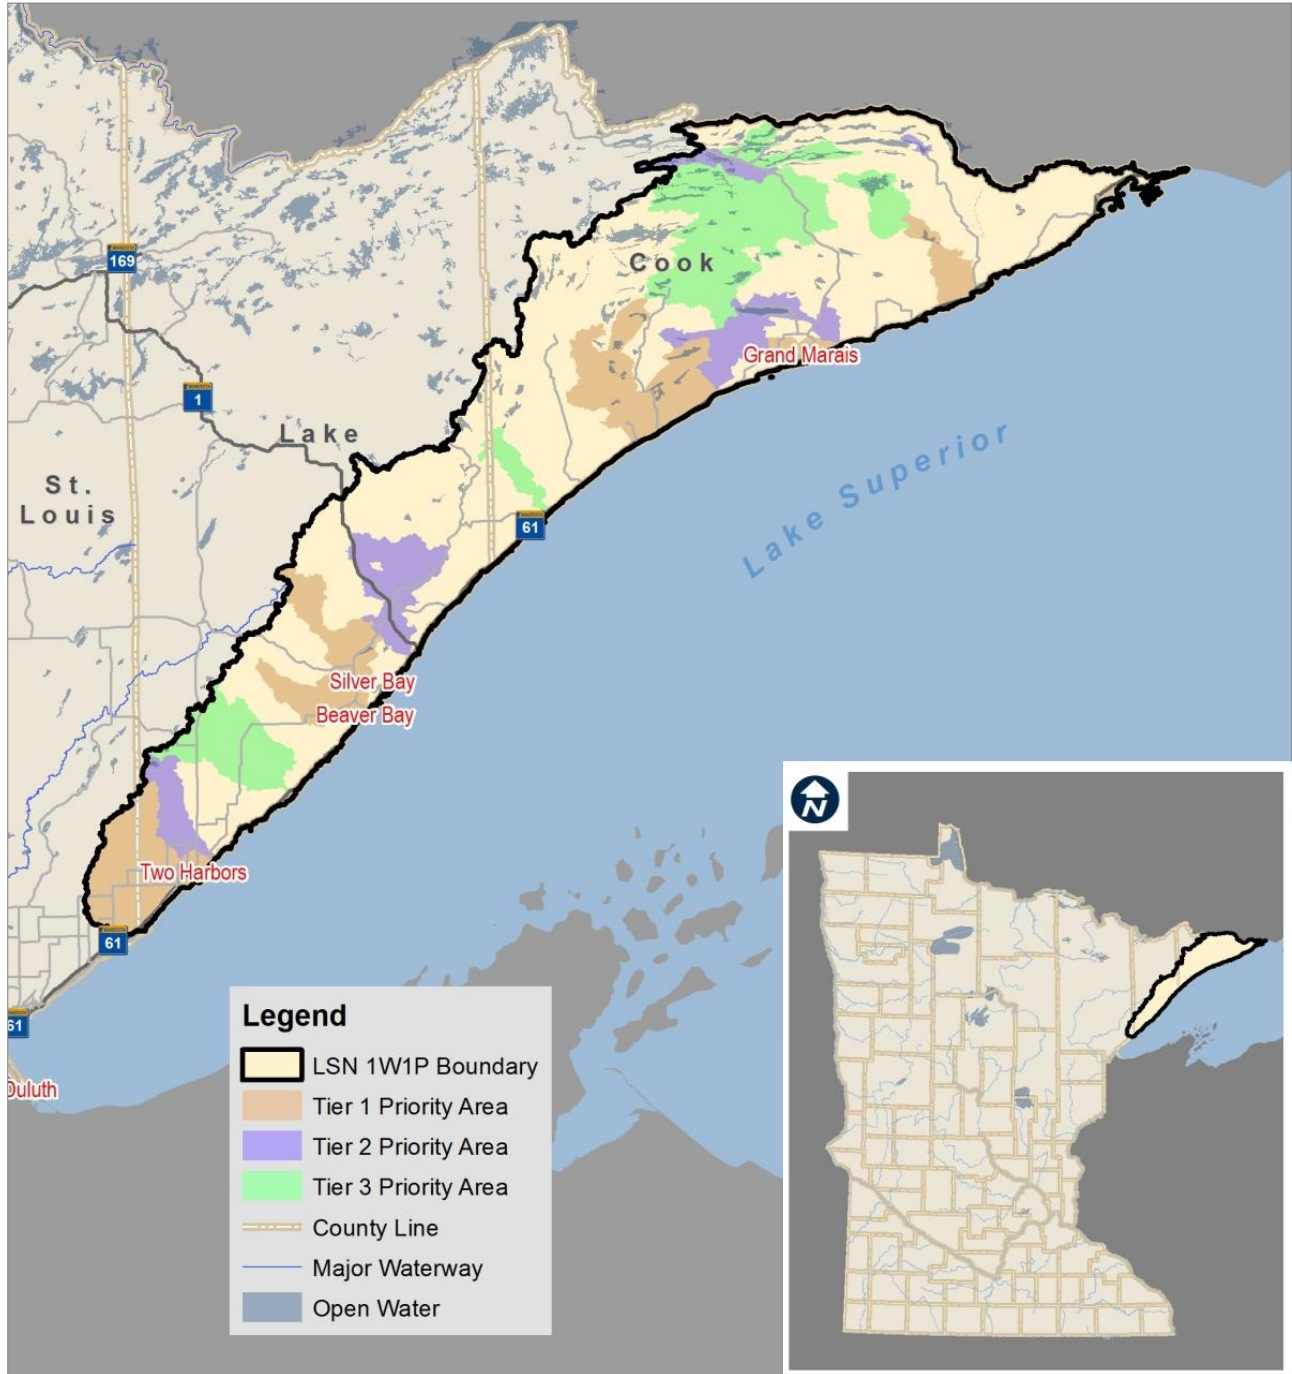 169
Cook
Grand Marais
1
Lake
St.
Louis
Lake Superior
61
Silver Bay
Beaver Bay
Two Harbors
61
61
Duluth
N
Legend
LSN 1W1P Boundary
Tier 1 Priority Area
Tier 2 Priority Area
Tier 3 Priority Area
County Line
Major Waterway
Open Water